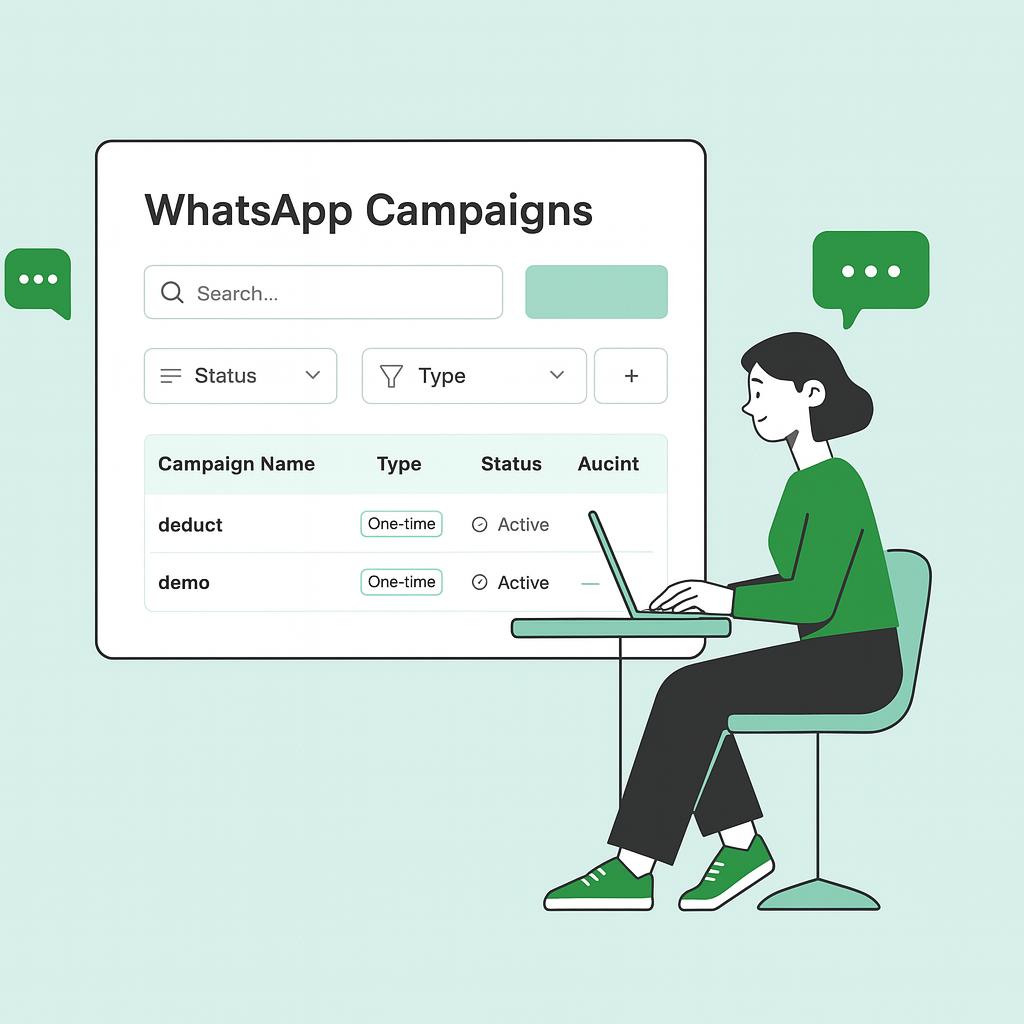 WhatsApp Campaigns
Search...
Status Type +
Campaign Name Type Status Aucint
deduct One-time Active
demo One-time Active —